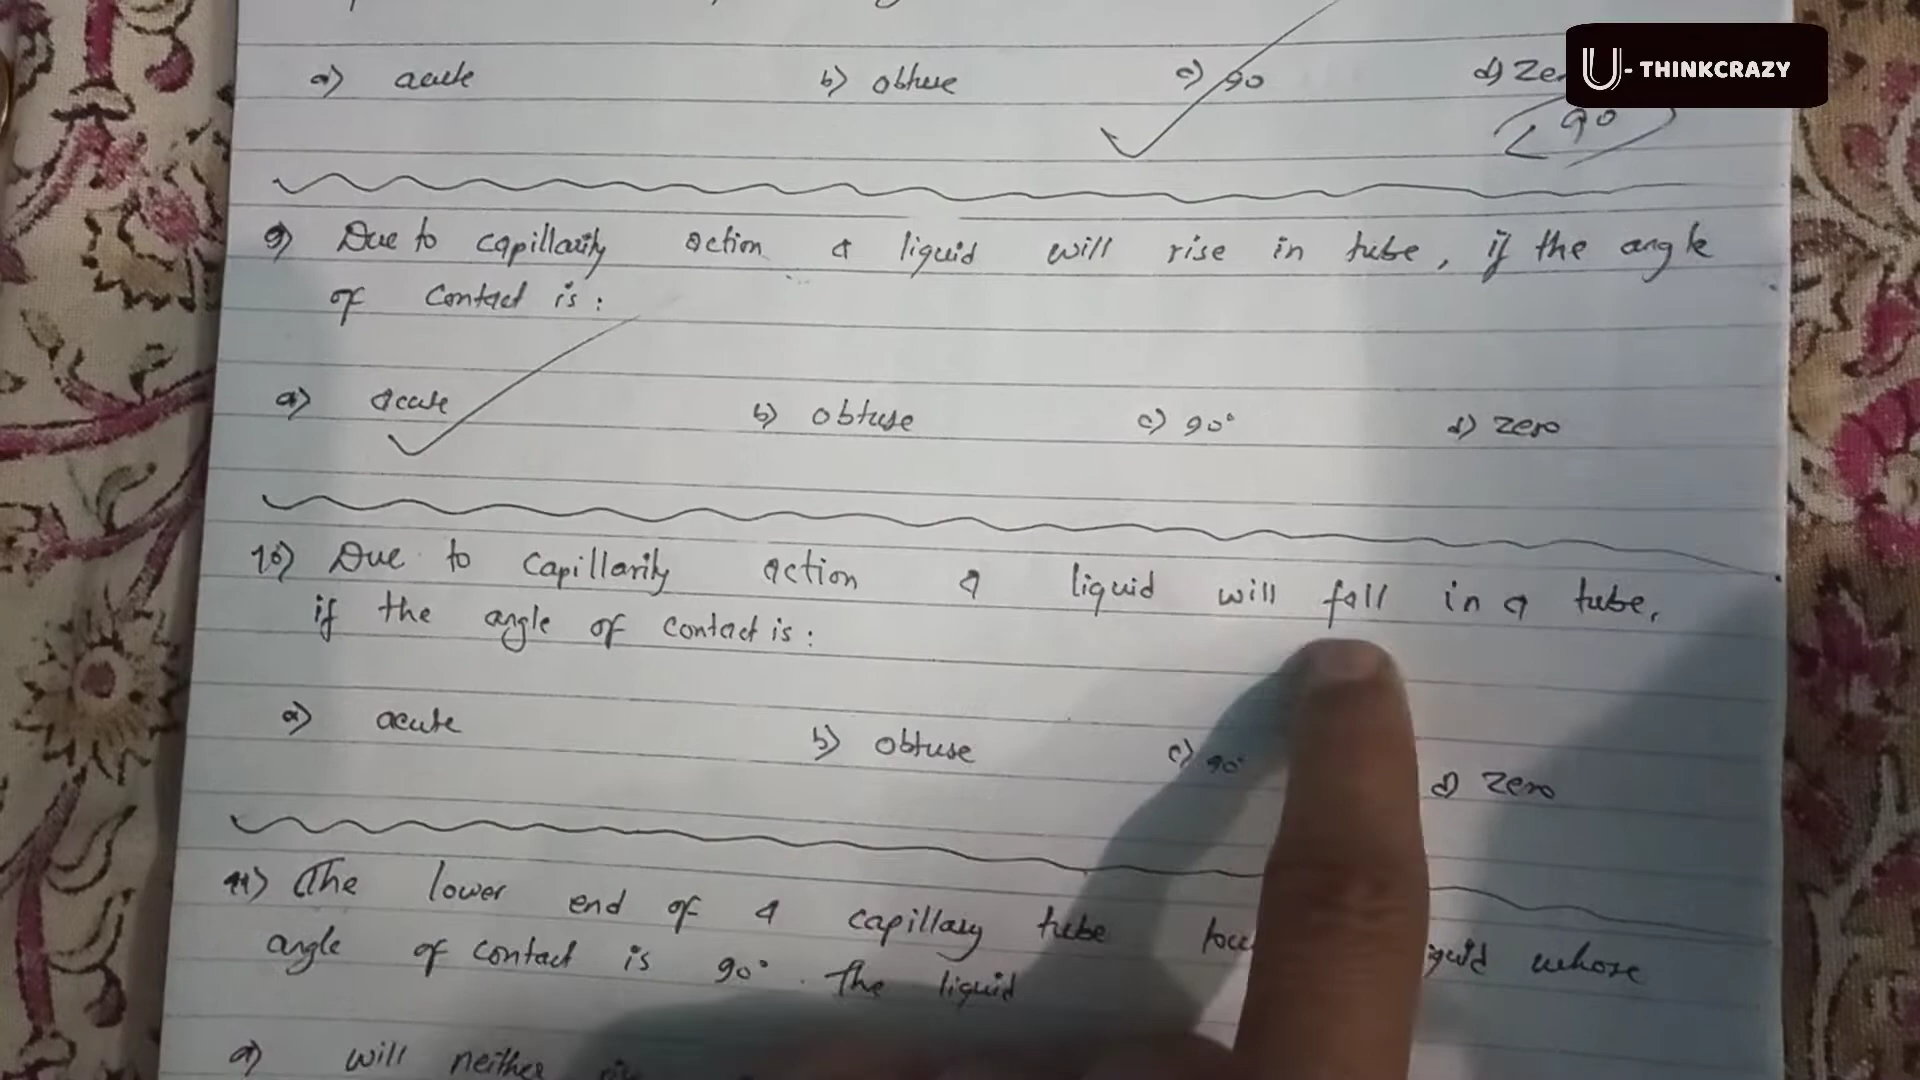 a) acute b) obtuse c) 90 d) Ze
U - THINKCRAZY
< 90
9) Due to capillarity action a liquid will rise in tube, if the angle
of contact is:
a) acute b) obtuse c) 90° d) zero
10) Due to capillarity action a liquid will fall in a tube,
if the angle of contact is:
a) acute b) obtuse c) 90° d) zero
11) The lower end of a capillary tube whose
angle of contact is 90°. The liquid
a) will neither